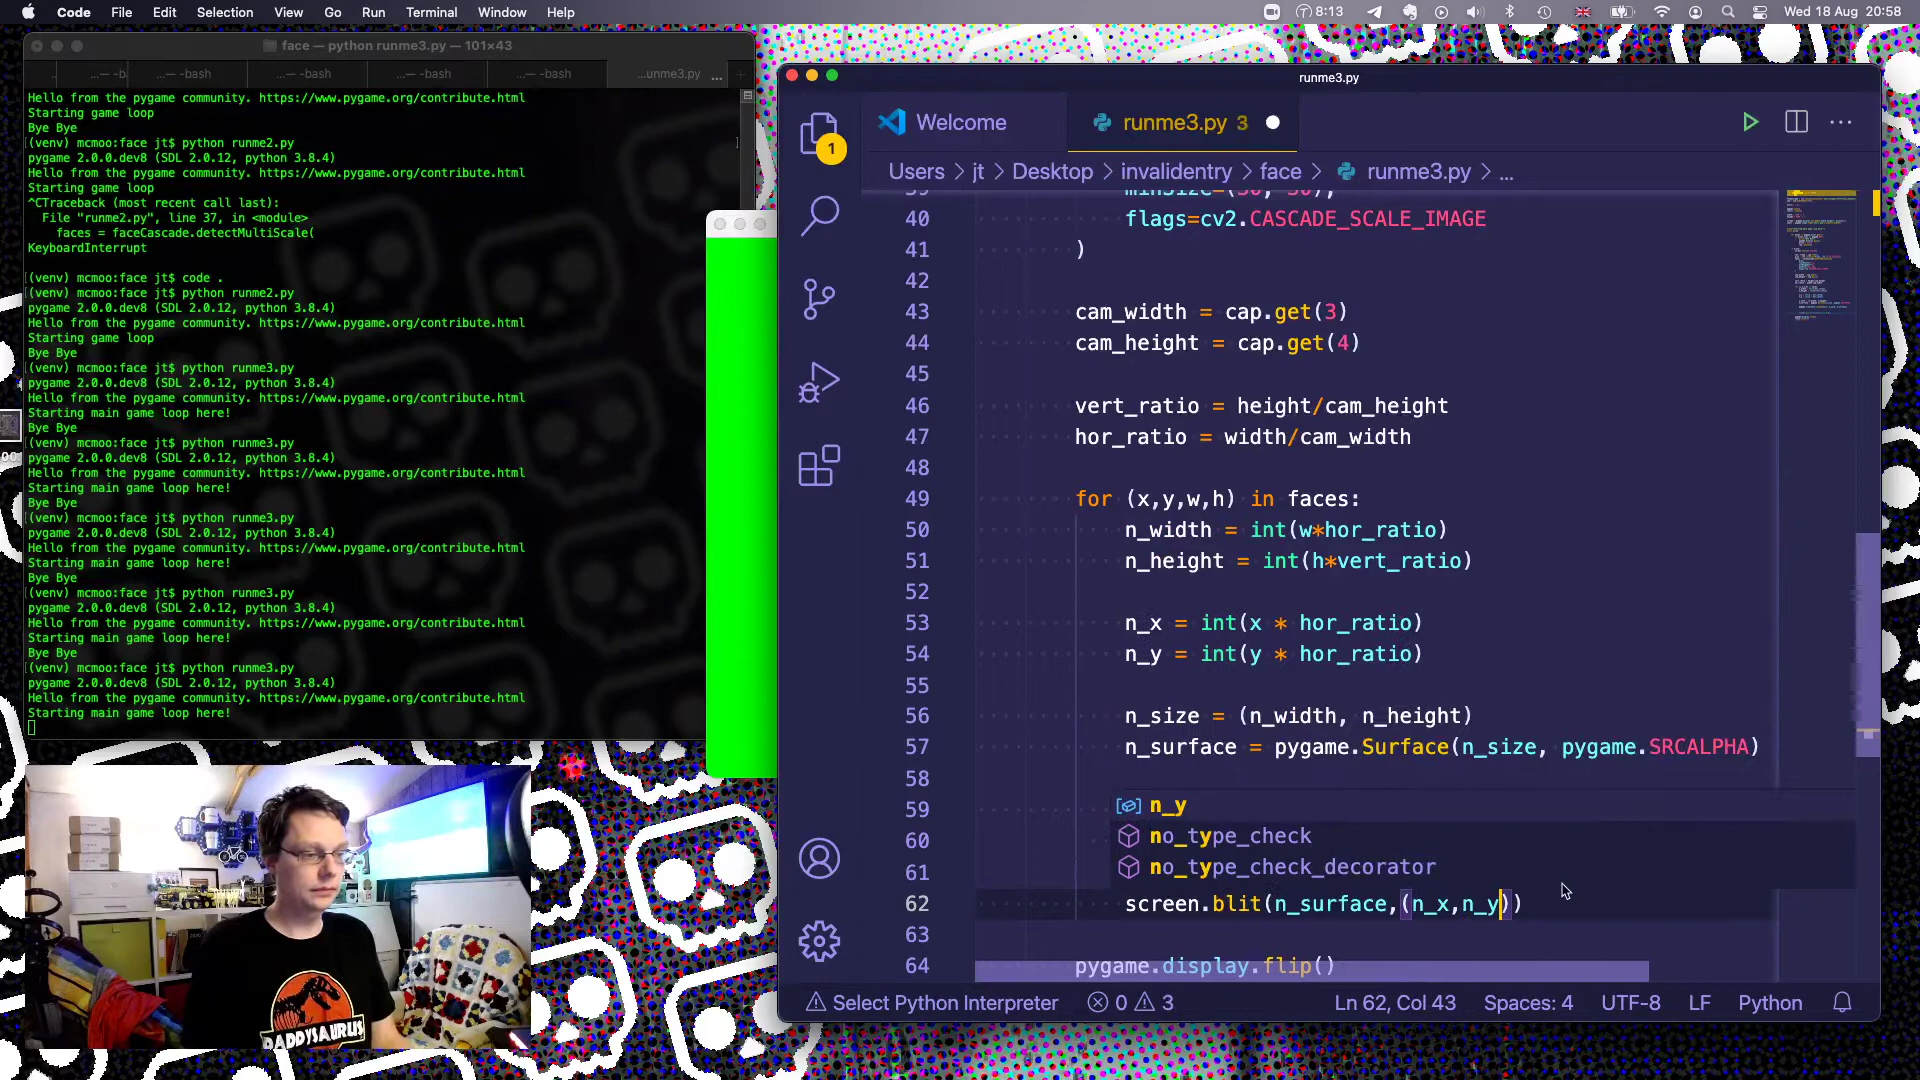 Code File Edit Selection View Go Run Terminal Window Help
8:13 Wed 18 Aug 20:58
face — python runme3.py — 101×43
...— -bash ...— -bash ...— -bash ...— -bash ...unme3.py ...
Hello from the pygame community. https://www.pygame.org/contribute.html
Starting game loop
Bye Bye
[(venv) mcmoo:face jt$ python runme2.py
pygame 2.0.0.dev8 (SDL 2.0.12, python 3.8.4)
Hello from the pygame community. https://www.pygame.org/contribute.html
Starting game loop
^CTraceback (most recent call last):
File "runme2.py", line 37, in <module>
faces = faceCascade.detectMultiScale(
KeyboardInterrupt
[(venv) mcmoo:face jt$ code .
[(venv) mcmoo:face jt$ python runme2.py
pygame 2.0.0.dev8 (SDL 2.0.12, python 3.8.4)
Hello from the pygame community. https://www.pygame.org/contribute.html
Starting game loop
Bye Bye
[(venv) mcmoo:face jt$ python runme3.py
pygame 2.0.0.dev8 (SDL 2.0.12, python 3.8.4)
Hello from the pygame community. https://www.pygame.org/contribute.html
Starting main game loop here!
Bye Bye
[(venv) mcmoo:face jt$ python runme3.py
pygame 2.0.0.dev8 (SDL 2.0.12, python 3.8.4)
Hello from the pygame community. https://www.pygame.org/contribute.html
Starting main game loop here!
Bye Bye
[(venv) mcmoo:face jt$ python runme3.py
pygame 2.0.0.dev8 (SDL 2.0.12, python 3.8.4)
Hello from the pygame community. https://www.pygame.org/contribute.html
Starting main game loop here!
Bye Bye
[(venv) mcmoo:face jt$ python runme3.py
pygame 2.0.0.dev8 (SDL 2.0.12, python 3.8.4)
Hello from the pygame community. https://www.pygame.org/contribute.html
Starting main game loop here!
Bye Bye
[(venv) mcmoo:face jt$ python runme3.py
pygame 2.0.0.dev8 (SDL 2.0.12, python 3.8.4)
Hello from the pygame community. https://www.pygame.org/contribute.html
Starting main game loop here!
DADDYSAURUS
runme3.py
1
Welcome runme3.py 3
Users > jt > Desktop > invalidentry > face > runme3.py > ...
39 minSize=(30, 30),
40 flags=cv2.CASCADE_SCALE_IMAGE
41 )
42
43 cam_width = cap.get(3)
44 cam_height = cap.get(4)
45
46 vert_ratio = height/cam_height
47 hor_ratio = width/cam_width
48
49 for (x,y,w,h) in faces:
50 n_width = int(w*hor_ratio)
51 n_height = int(h*vert_ratio)
52
53 n_x = int(x * hor_ratio)
54 n_y = int(y * hor_ratio)
55
56 n_size = (n_width, n_height)
57 n_surface = pygame.Surface(n_size, pygame.SRCALPHA)
58
59 n_y
60 no_type_check
61 no_type_check_decorator
62 screen.blit(n_surface,(n_x,n_y))
63
64 pygame.display.flip()
Select Python Interpreter 0 3 Ln 62, Col 43 Spaces: 4 UTF-8 LF Python